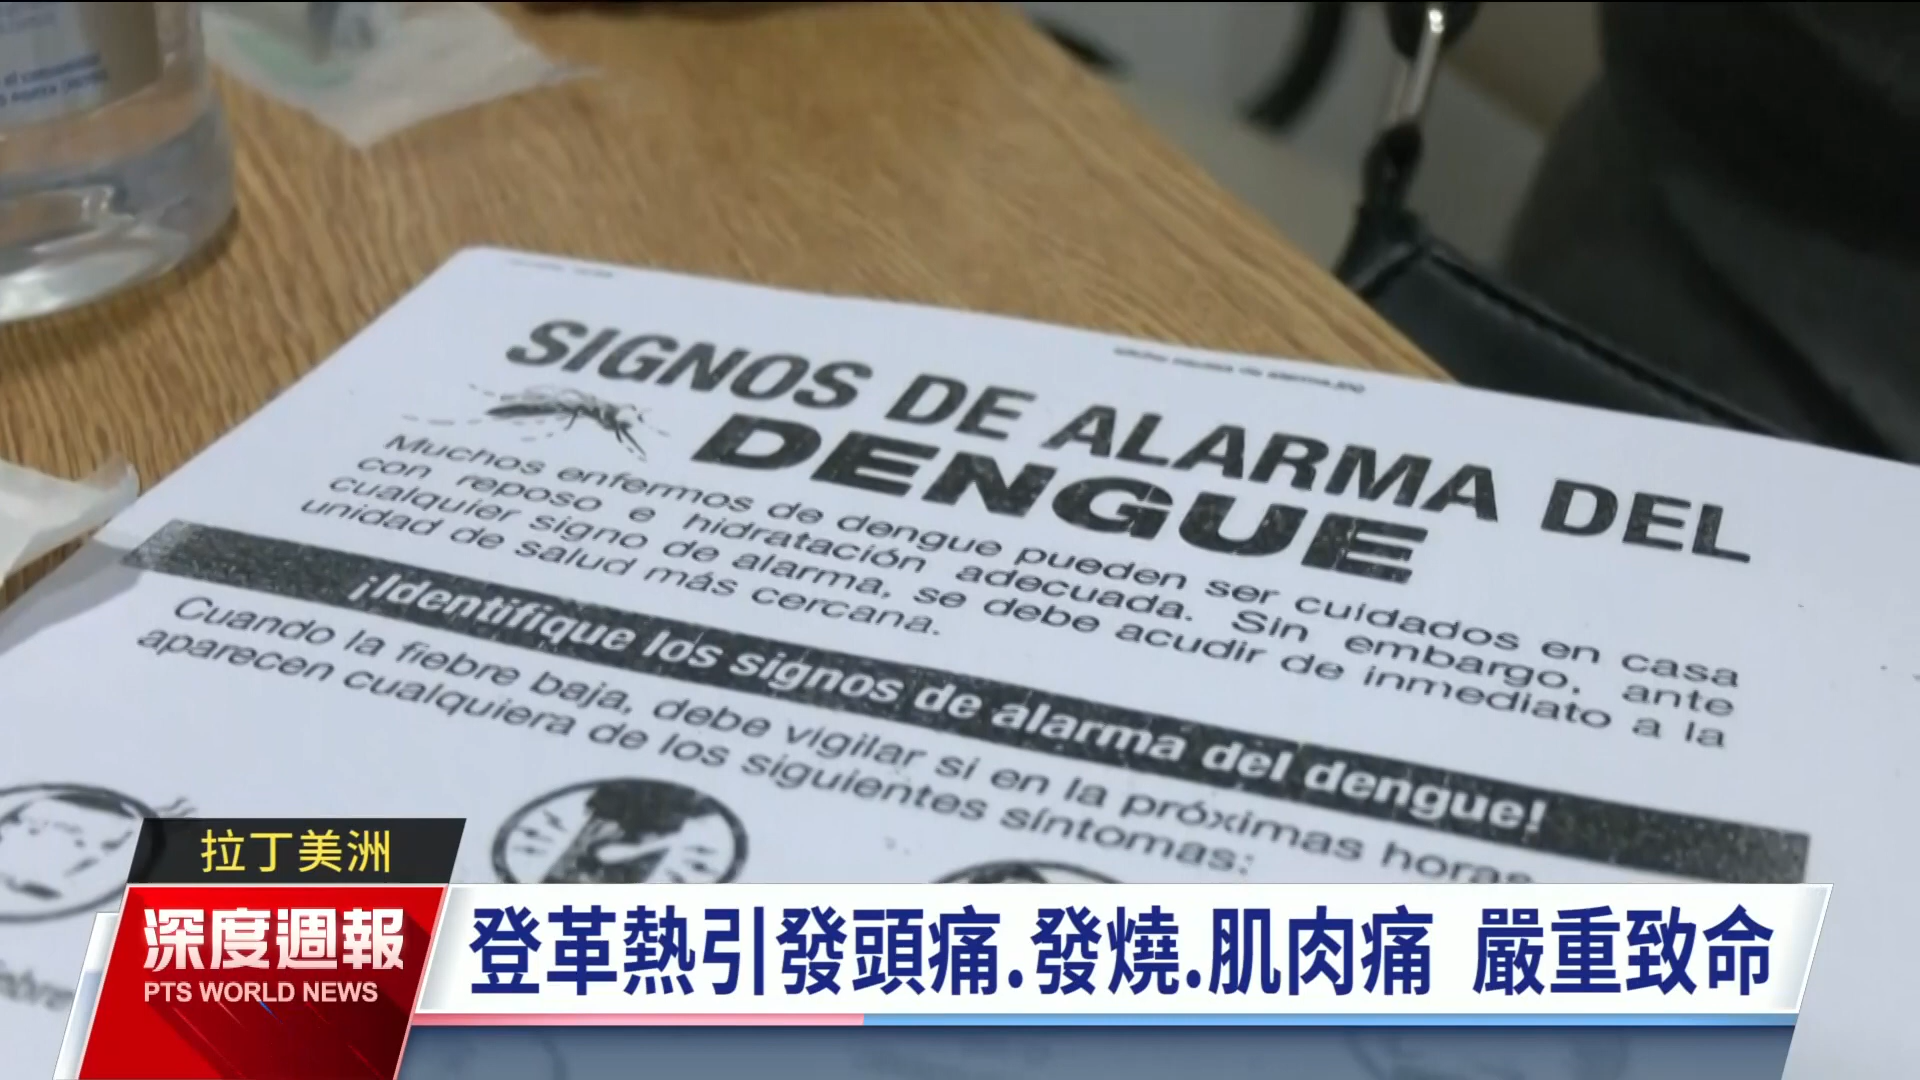 SIGNOS DE ALARMA DEL
DENGUE
Muchos enfermos de dengue pueden ser cuidados en casa
con reposo e hidratación adecuada. Sin embargo, ante
cualquier signo de alarma, se debe acudir de inmediato a la
unidad de salud más cercana.
¡Identifique los signos de alarma del dengue!
Cuando la fiebre baja, debe vigilar si en la próximas horas
aparecen cualquiera de los siguientes síntomas:
拉丁美洲
深度週報
PTS WORLD NEWS
登革熱引發頭痛.發燒.肌肉痛 嚴重致命